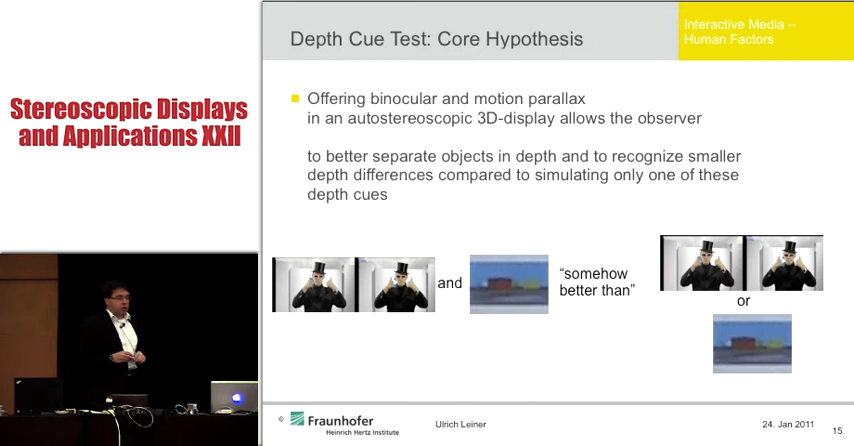 Stereoscopic Displays
and Applications XXII
Depth Cue Test: Core Hypothesis
Interactive Media –
Human Factors
Offering binocular and motion parallax
in an autostereoscopic 3D-display allows the observer
to better separate objects in depth and to recognize smaller
depth differences compared to simulating only one of these
depth cues
and
“somehow
better than”
or
©
Fraunhofer
Heinrich Hertz Institute
Ulrich Leiner
24. Jan 2011
15